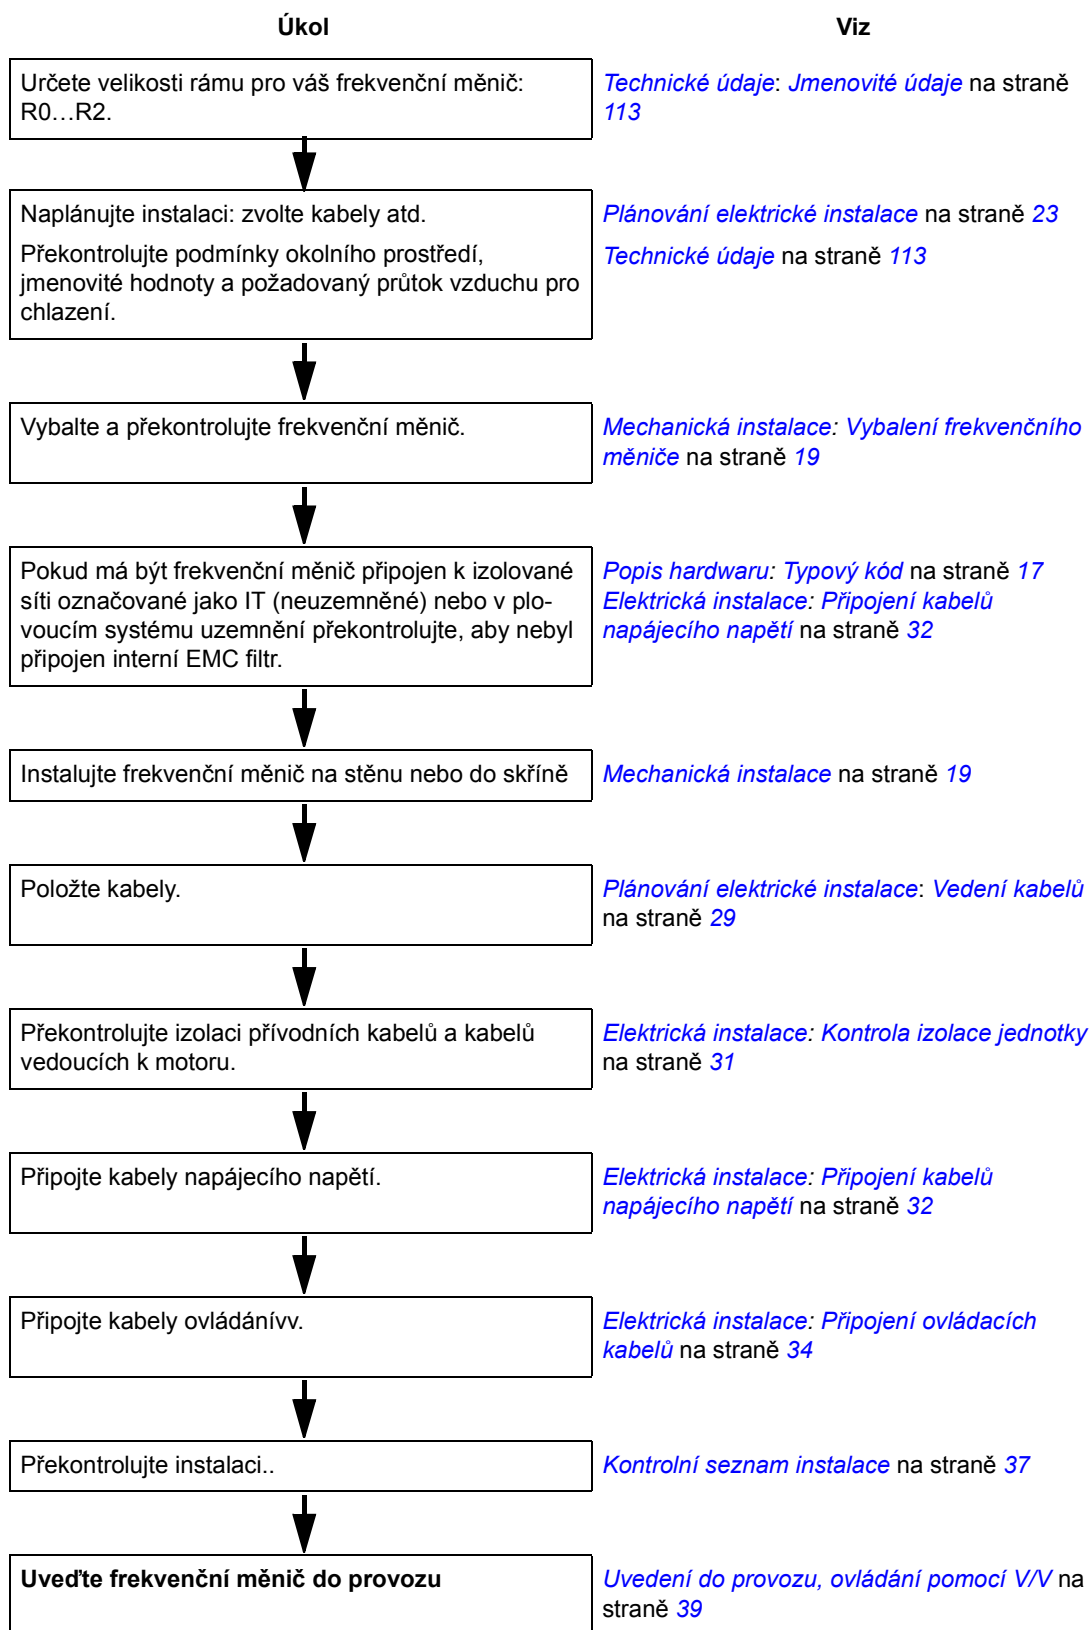 Úkol
Viz
Určete velikosti rámu pro váš frekvenční měnič:
R0…R2.
Technické údaje: Jmenovité údaje na straně
113
Naplánujte instalaci: zvolte kabely atd.
Překontrolujte podmínky okolního prostředí,
jmenovité hodnoty a požadovaný průtok vzduchu pro
chlazení.
Plánování elektrické instalace na straně 23
Technické údaje na straně 113
Vybalte a překontrolujte frekvenční měnič.
Mechanická instalace: Vybalení frekvenčního
měniče na straně 19
Pokud má být frekvenční měnič připojen k izolované
síti označované jako IT (neuzemněné) nebo v plo-
voucím systému uzemnění překontrolujte, aby nebyl
připojen interní EMC filtr.
Popis hardwaru: Typový kód na straně 17
Elektrická instalace: Připojení kabelů
napájecího napětí na straně 32
Instalujte frekvenční měnič na stěnu nebo do skříně
Mechanická instalace na straně 19
Položte kabely.
Plánování elektrické instalace: Vedení kabelů
na straně 29
Překontrolujte izolaci přívodních kabelů a kabelů
vedoucích k motoru.
Elektrická instalace: Kontrola izolace jednotky
na straně 31
Připojte kabely napájecího napětí.
Elektrická instalace: Připojení kabelů
napájecího napětí na straně 32
Připojte kabely ovládánívv.
Elektrická instalace: Připojení ovládacích
kabelů na straně 34
Překontrolujte instalaci..
Kontrolní seznam instalace na straně 37
Uveďte frekvenční měnič do provozu
Uvedení do provozu, ovládání pomocí V/V na
straně 39